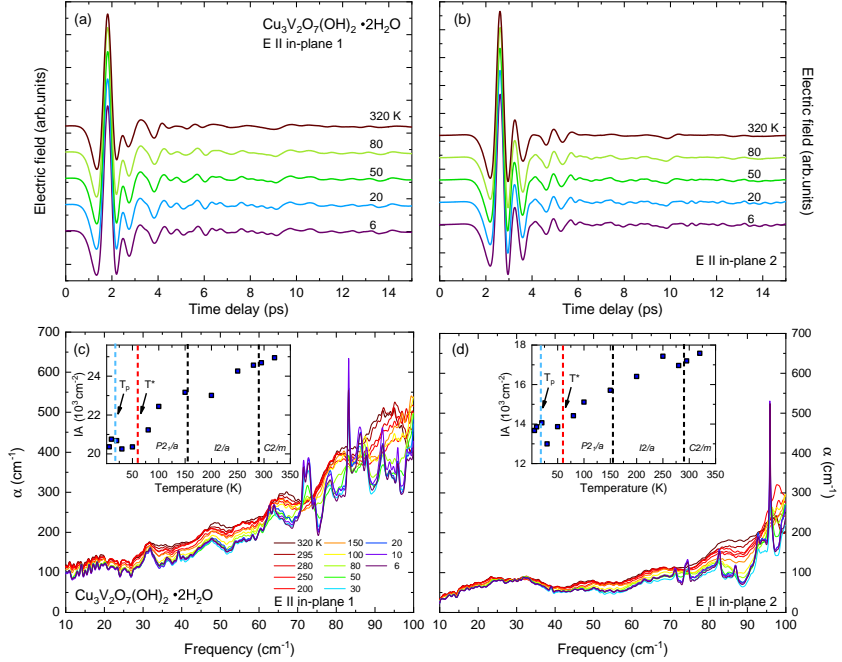 (a)
Cu3V2O7(OH)2 •2H2O
E II in-plane 1
Electric field (arb.units)
320 K
80
50
20
6
0 2 4 6 8 10 12 14
Time delay (ps)
(b)
Electric field (arb.units)
320 K
80
50
20
6
E II in-plane 2
0 2 4 6 8 10 12 14
Time delay (ps)
(c)
700
600
500
400
300
200
100
0
α (cm-1)
IA (10^3 cm-2)
24
22
20
Tp
T*
P21/a
I2/a
C2/m
50 100 150 200 250 300 350
Temperature (K)
320 K 150 20
295 100 10
280 80 6
250 50
200 30
Cu3V2O7(OH)2 •2H2O
E II in-plane 1
10 20 30 40 50 60 70 80 90 100
Frequency (cm-1)
(d)
IA (10^3 cm-2)
18
16
14
12
Tp
T*
P21/a
I2/a
C2/m
50 100 150 200 250 300 350
Temperature (K)
700
600
500
400
300
200
100
0
α (cm-1)
E II in-plane 2
10 20 30 40 50 60 70 80 90 100
Frequency (cm-1)